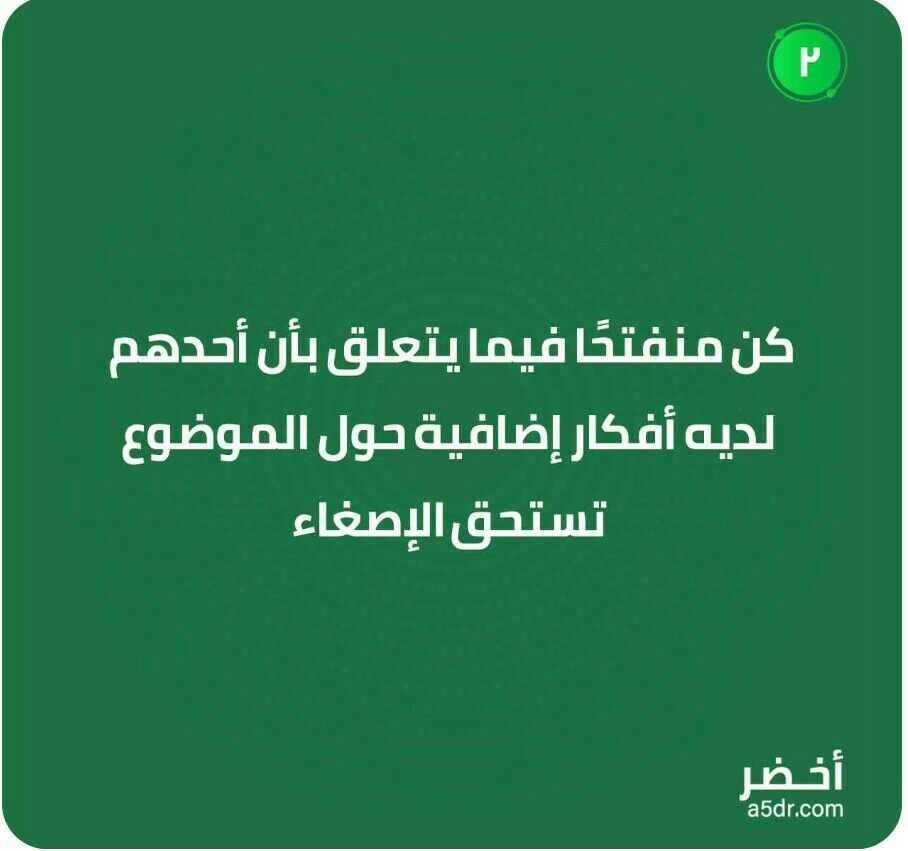 ٢
كن منفتحًا فيما يتعلق بأن أحدهم
لديه أفكار إضافية حول الموضوع
تستحق الإصغاء
أخضر
a5dr.com